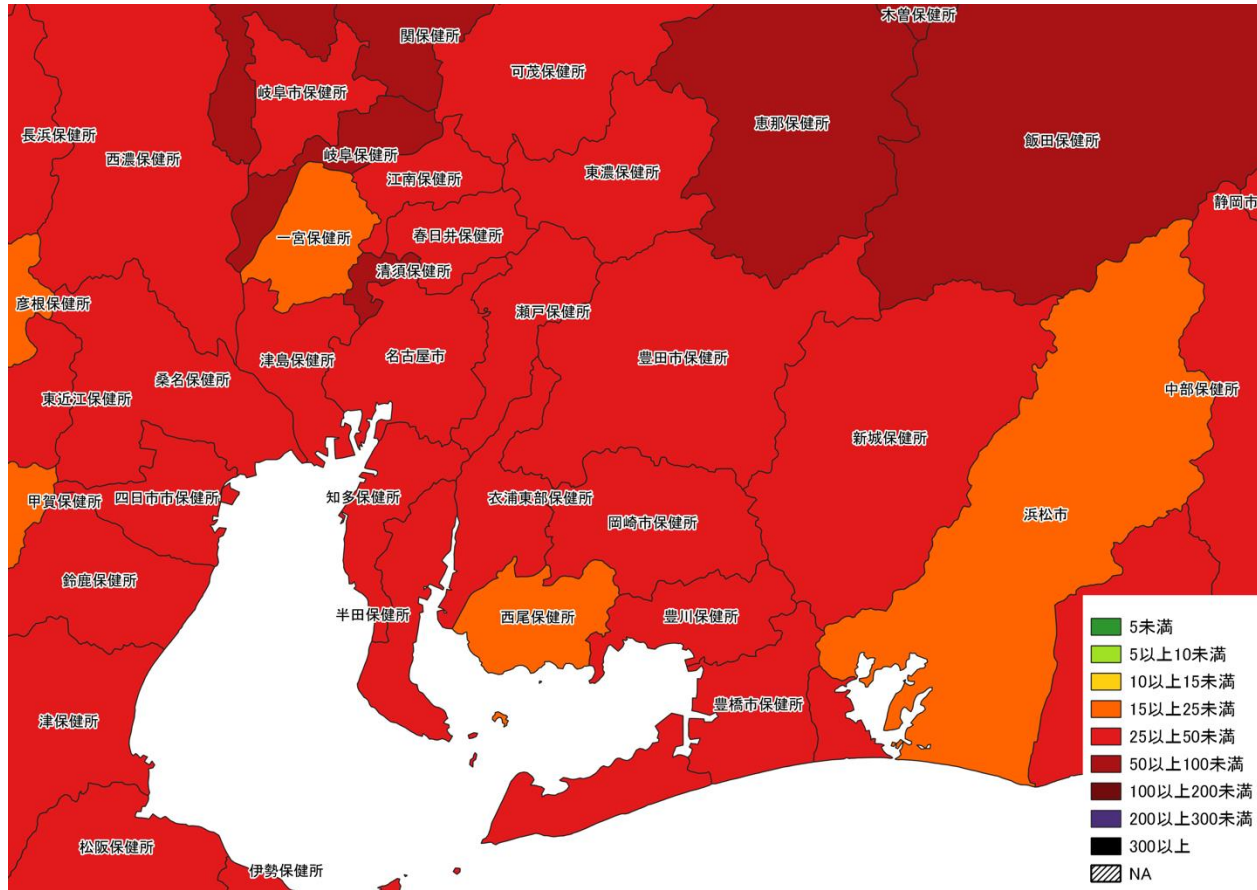 木曽保健所
関保健所
可茂保健所
岐阜市保健所
恵那保健所
長浜保健所
飯田保健所
西濃保健所
岐阜保健所
東濃保健所
江南保健所
静岡市
一宮保健所
春日井保健所
清須保健所
彦根保健所
瀬戸保健所
津島保健所
名古屋市
豊田市保健所
桑名保健所
中部保健所
東近江保健所
新城保健所
甲賀保健所
四日市市保健所
知多保健所
衣浦東部保健所
岡崎市保健所
浜松市
鈴鹿保健所
半田保健所
西尾保健所
豊川保健所
津保健所
豊橋市保健所
松阪保健所
伊勢保健所
5未満
5以上10未満
10以上15未満
15以上25未満
25以上50未満
50以上100未満
100以上200未満
200以上300未満
300以上
NA